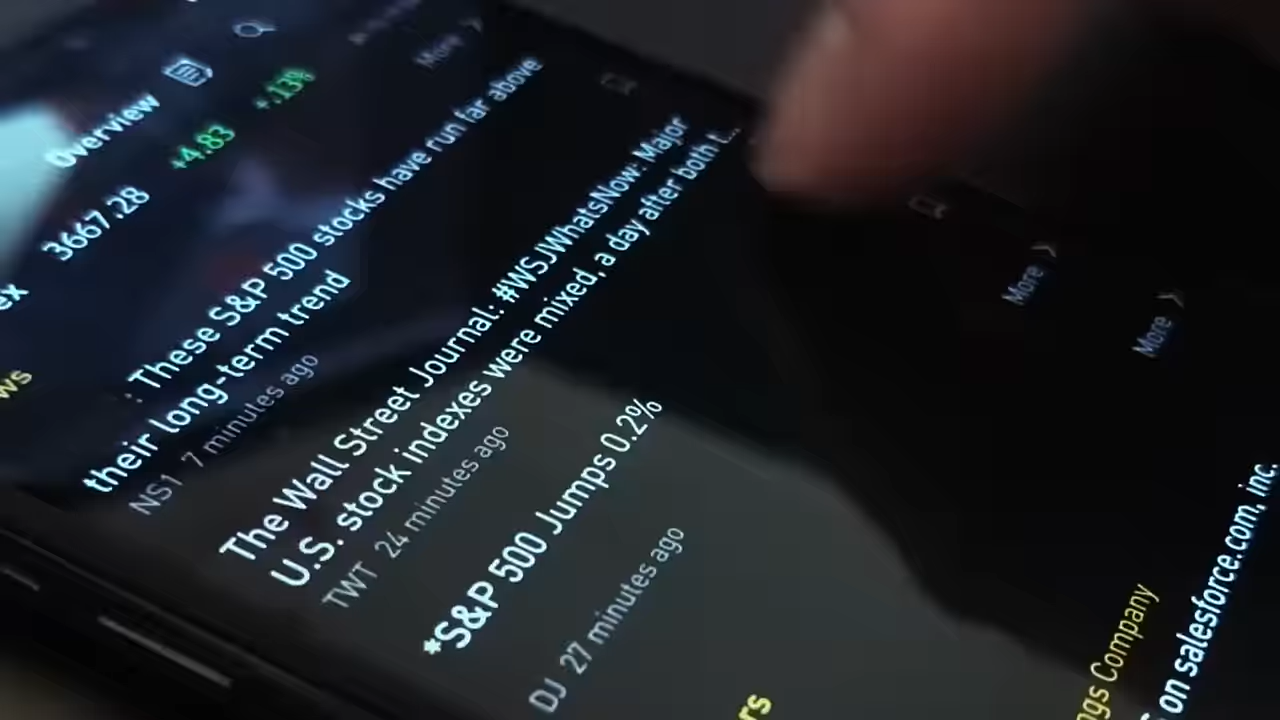 Overview
3667.28
+4.83
+.13%
More
: These S&P 500 stocks have run far above
their long-term trend
NS1 7 minutes ago
The Wall Street Journal: #WSJWhatsNow: Major
U.S. stock indexes were mixed, a day after both t...
TWT 24 minutes ago
*S&P 500 Jumps 0.2%
DJ 27 minutes ago
More
More
ngs Company
on salesforce.com, inc.